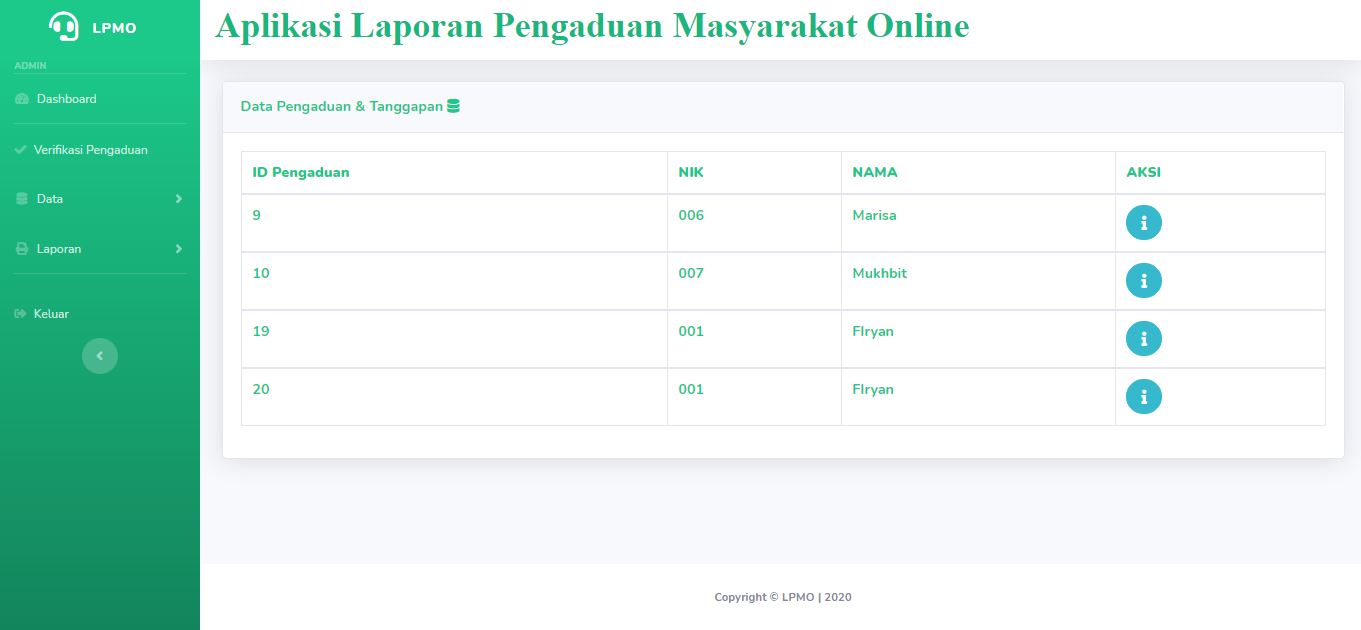 LPMO
Aplikasi Laporan Pengaduan Masyarakat Online
ADMIN
Dashboard
Verifikasi Pengaduan
Data
Laporan
Keluar
Data Pengaduan & Tanggapan
ID Pengaduan NIK NAMA AKSI
9 006 Marisa
10 007 Mukhbit
19 001 FIryan
20 001 FIryan
Copyright © LPMO | 2020